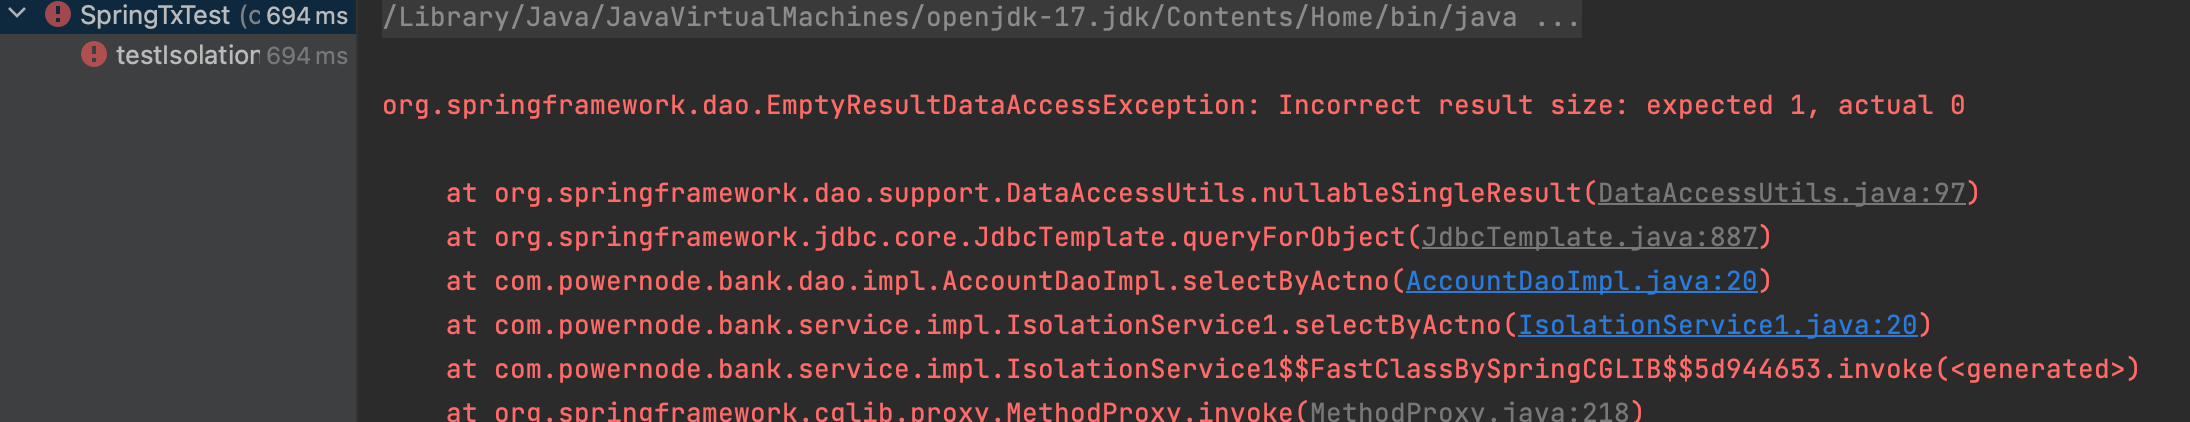 SpringTxTest (c 694 ms
testIsolation 694 ms
/Library/Java/JavaVirtualMachines/openjdk-17.jdk/Contents/Home/bin/java ...
org.springframework.dao.EmptyResultDataAccessException: Incorrect result size: expected 1, actual 0
at org.springframework.dao.support.DataAccessUtils.nullableSingleResult(DataAccessUtils.java:97)
at org.springframework.jdbc.core.JdbcTemplate.queryForObject(JdbcTemplate.java:887)
at com.powernode.bank.dao.impl.AccountDaoImpl.selectByActno(AccountDaoImpl.java:20)
at com.powernode.bank.service.impl.IsolationService1.selectByActno(IsolationService1.java:20)
at com.powernode.bank.service.impl.IsolationService1$$FastClassBySpringCGLIB$$5d944653.invoke(<generated>)
at org.springframework.cglib.proxy.MethodProxy.invoke(MethodProxy.java:218)